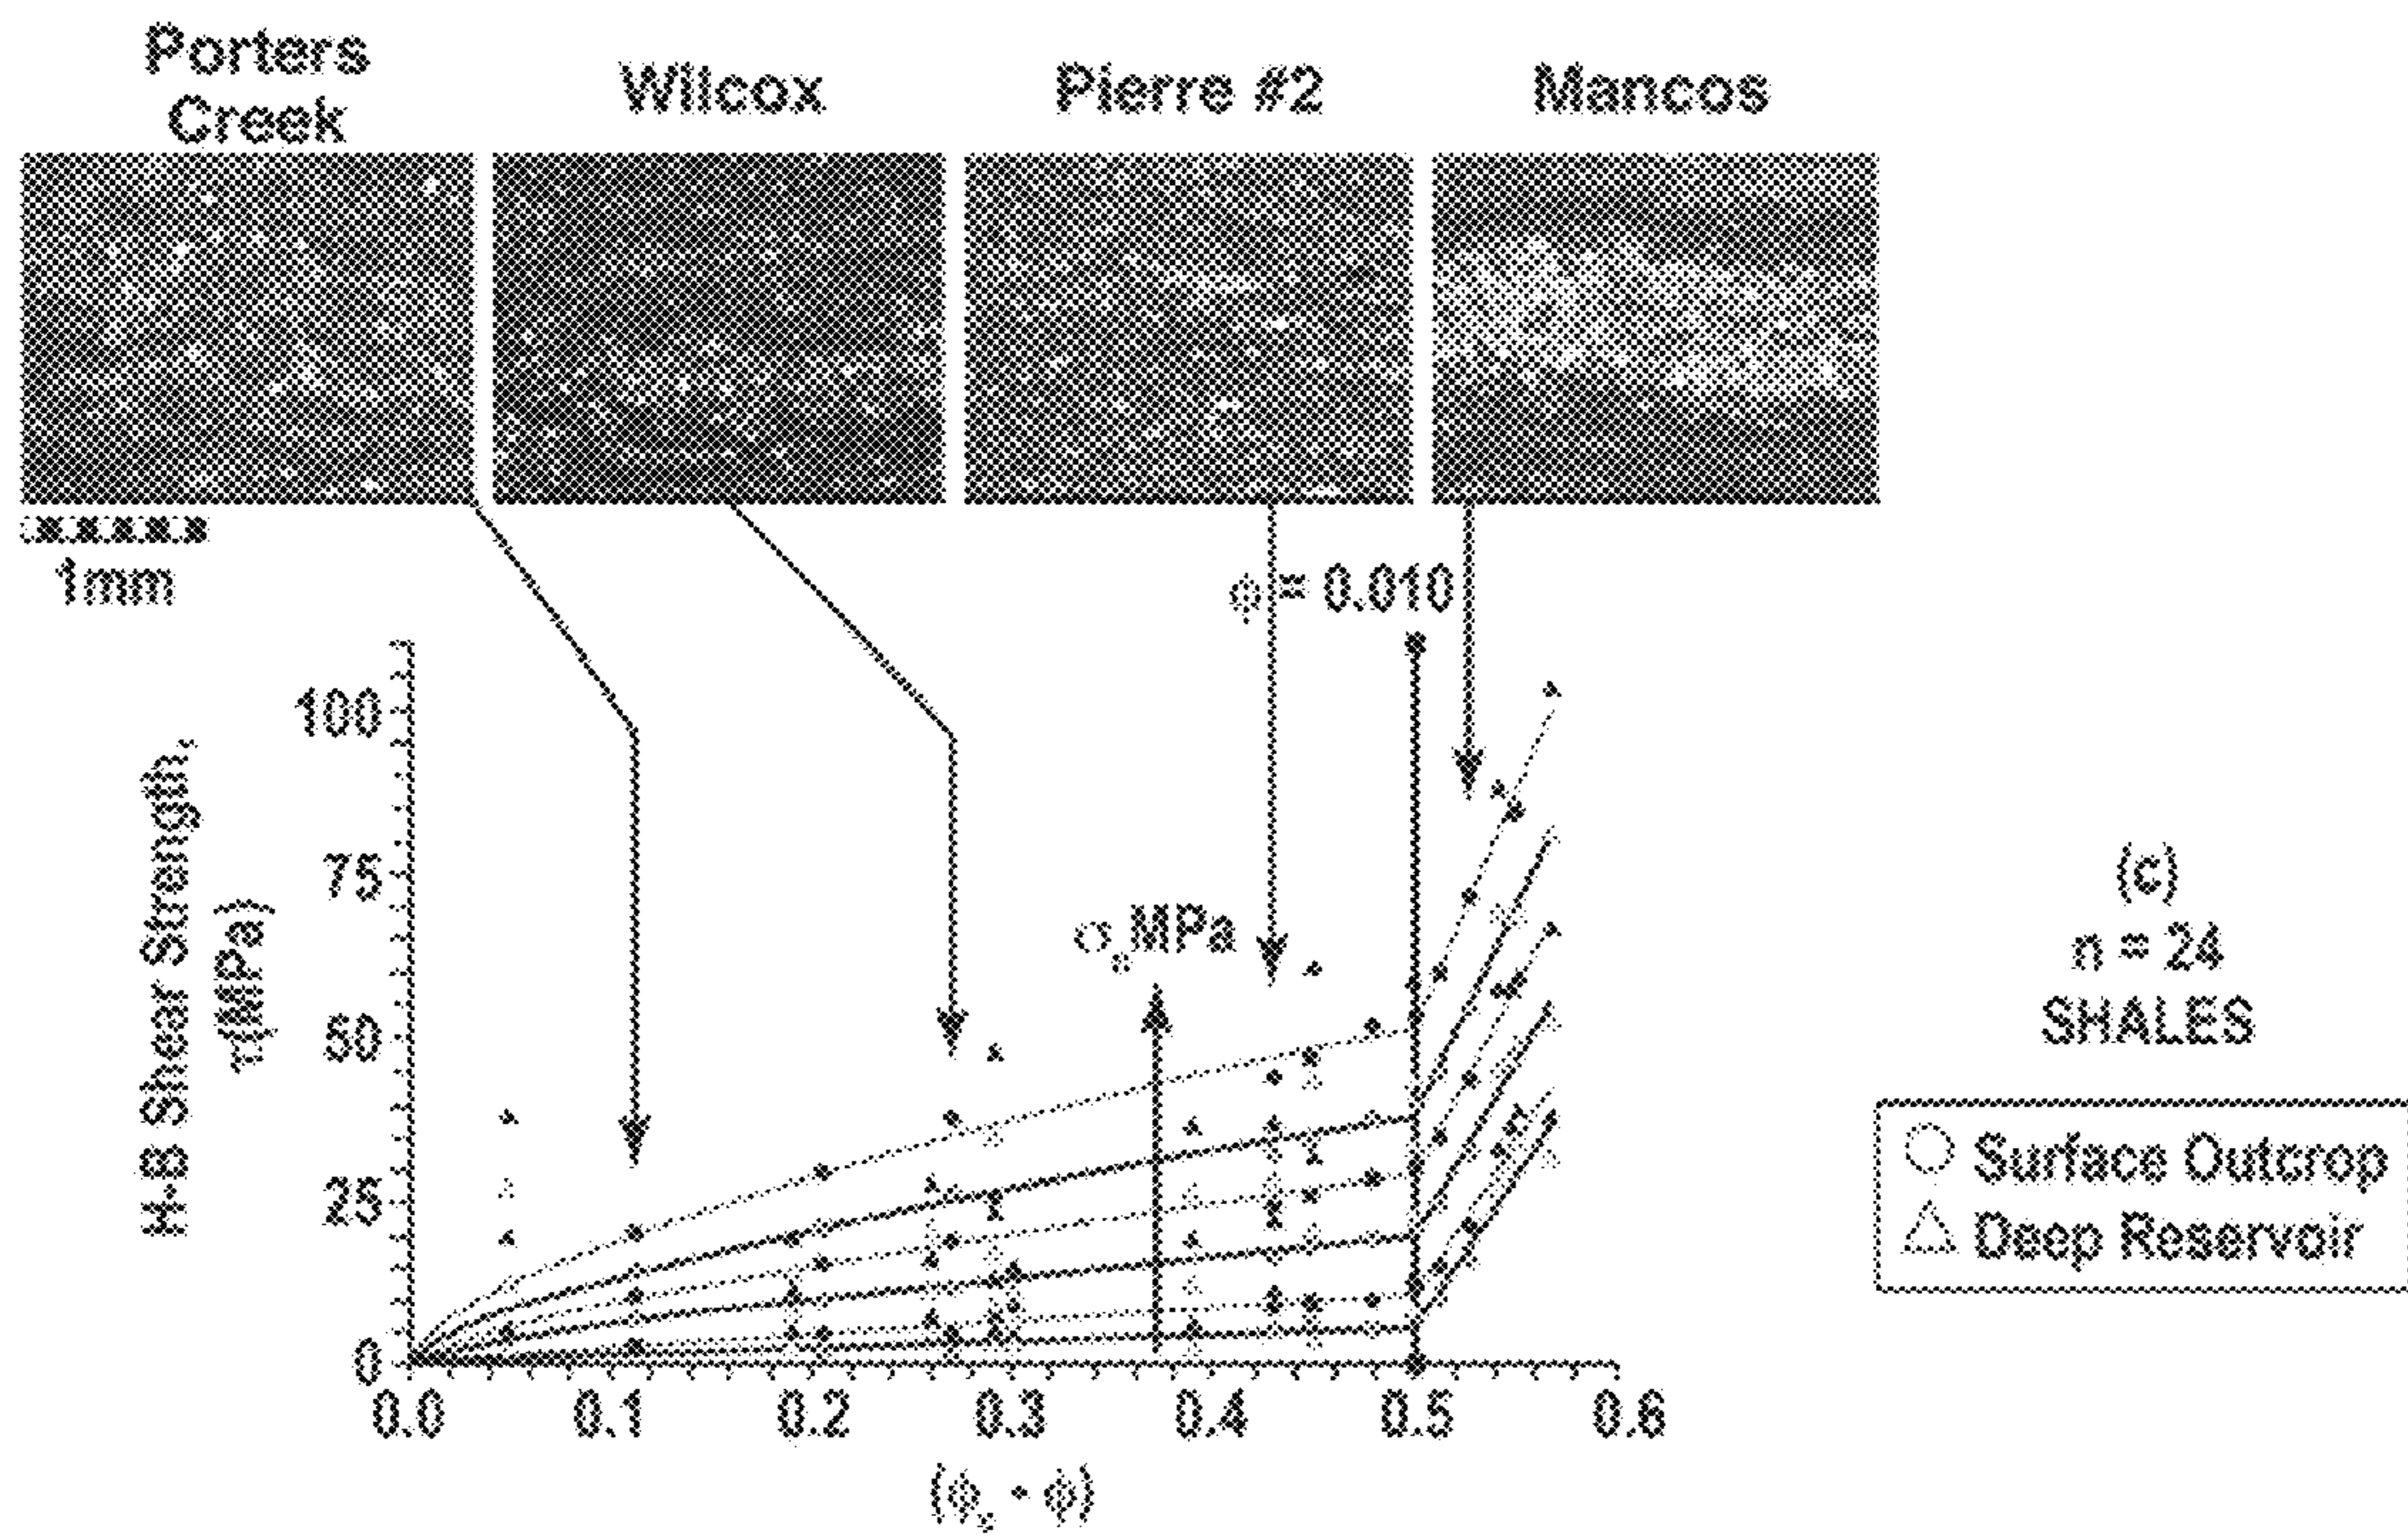 Porters
Creek
Wilcox
Pierre #2
Mancos
1mm
ϕ = 0.010
H-B Shear Strength,
τ(MPa)
100
75
50
25
0
MPa
0.0
0.1
0.2
0.3
0.4
0.5
0.6
(c)
n = 24
SHALES
Surface Outcrop
Deep Reservoir